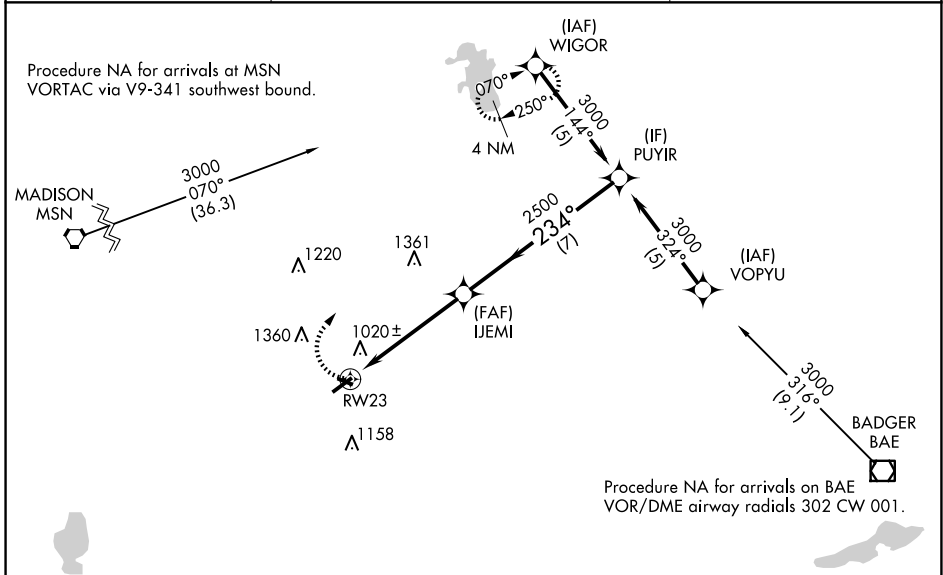 Procedure NA for arrivals at MSN
VORTAC via V9-341 southwest bound.
(IAF)
WIGOR
070°
250°
4 NM
3000
144°
(5)
(IF)
PUYIR
MADISON
MSN
3000
070°
(36.3)
2500
234°
(7)
3000
324°
(5)
(IAF)
VOPYU
1220
1361
(FAF)
IJEMI
1360
1020±
RW23
1158
3000
316°
(9.1)
BADGER
BAE
Procedure NA for arrivals on BAE
VOR/DME airway radials 302 CW 001.